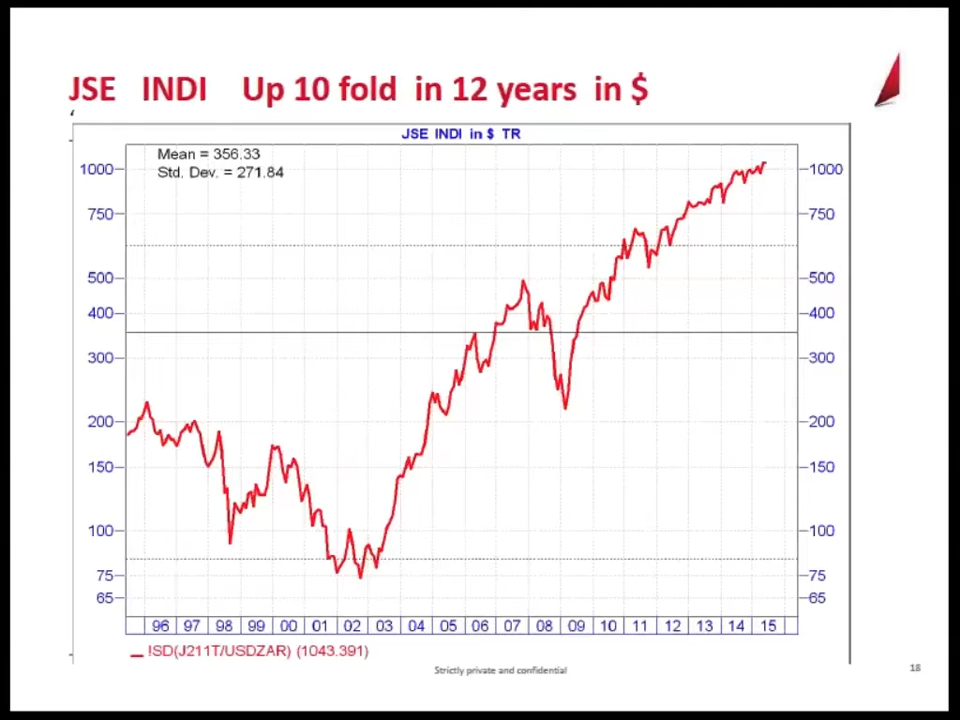 JSE INDI Up 10 fold in 12 years in $
JSE INDI in $ TR
Mean = 356.33
Std. Dev. = 271.84
1000 1000
750 750
500 500
400 400
300 300
200 200
150 150
100 100
75 75
65 65
96 97 98 99 00 01 02 03 04 05 06 07 08 09 10 11 12 13 14 15
!SD(J211T/USDZAR) (1043.391)
Strictly private and confidential
18